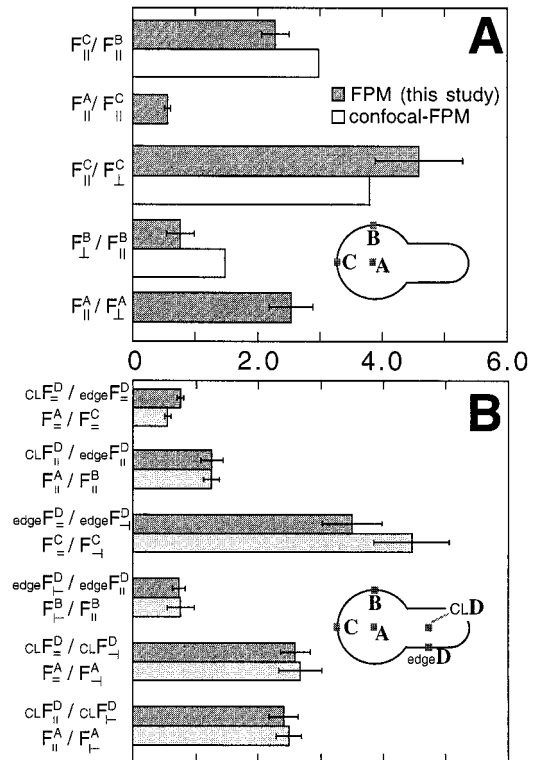 A
F∥^C / F∥^B
FPM (this study)
confocal-FPM
F∥^A / F∥^C
F∥^C / F⊥^C
F⊥^B / F∥^B
F∥^A / F⊥^A
B
C
A
0 2.0 4.0 6.0
B
CLF=^D / edgeF=^D
F=^A / F=^C
CLF∥^D / edgeF∥^D
F∥^A / F∥^B
edgeF=^D / edgeF⊣^D
F=^C / F⊣^C
edgeF⊢^D / edgeF∥^D
F⊢^B / F∥^B
CLF=^D / CLF⊣^D
F=^A / F⊣^A
CLF∥^D / CLF⊢^D
F∥^A / F⊢^A
B
CLD
C
A
edgeD